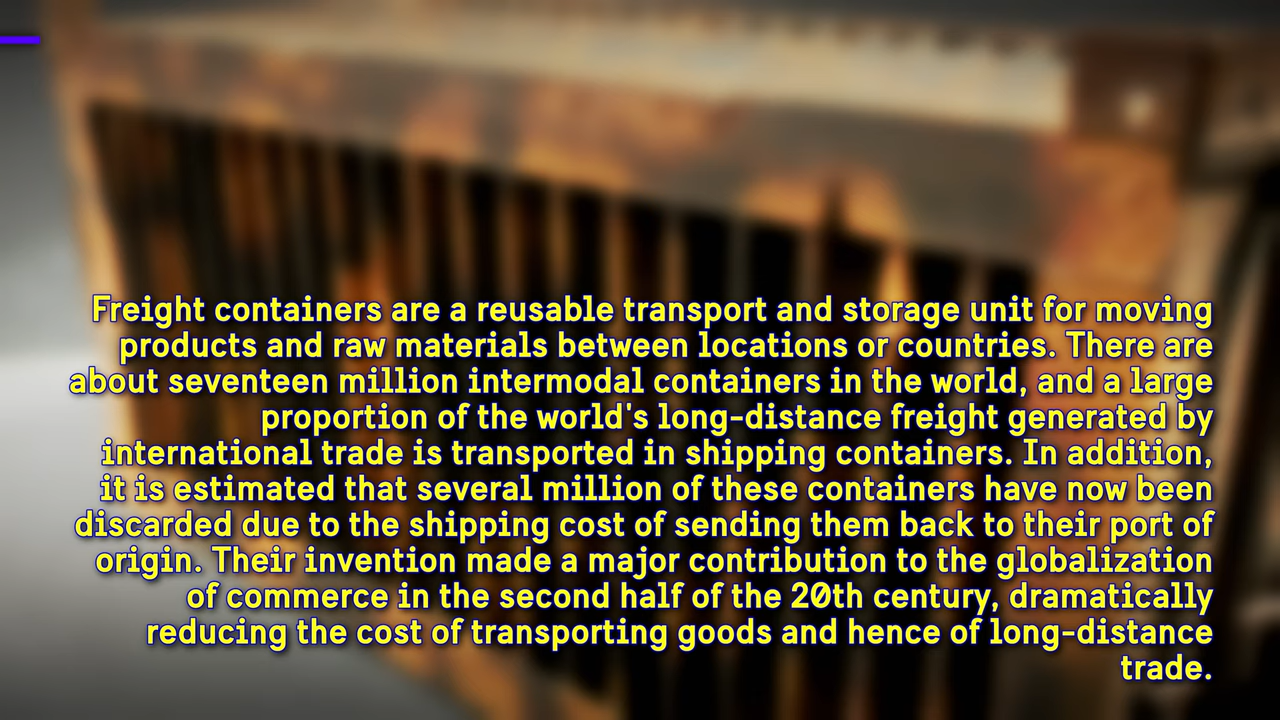 Freight containers are a reusable transport and storage unit for moving
products and raw materials between locations or countries. There are
about seventeen million intermodal containers in the world, and a large
proportion of the world's long-distance freight generated by
international trade is transported in shipping containers. In addition,
it is estimated that several million of these containers have now been
discarded due to the shipping cost of sending them back to their port of
origin. Their invention made a major contribution to the globalization
of commerce in the second half of the 20th century, dramatically
reducing the cost of transporting goods and hence of long-distance
trade.